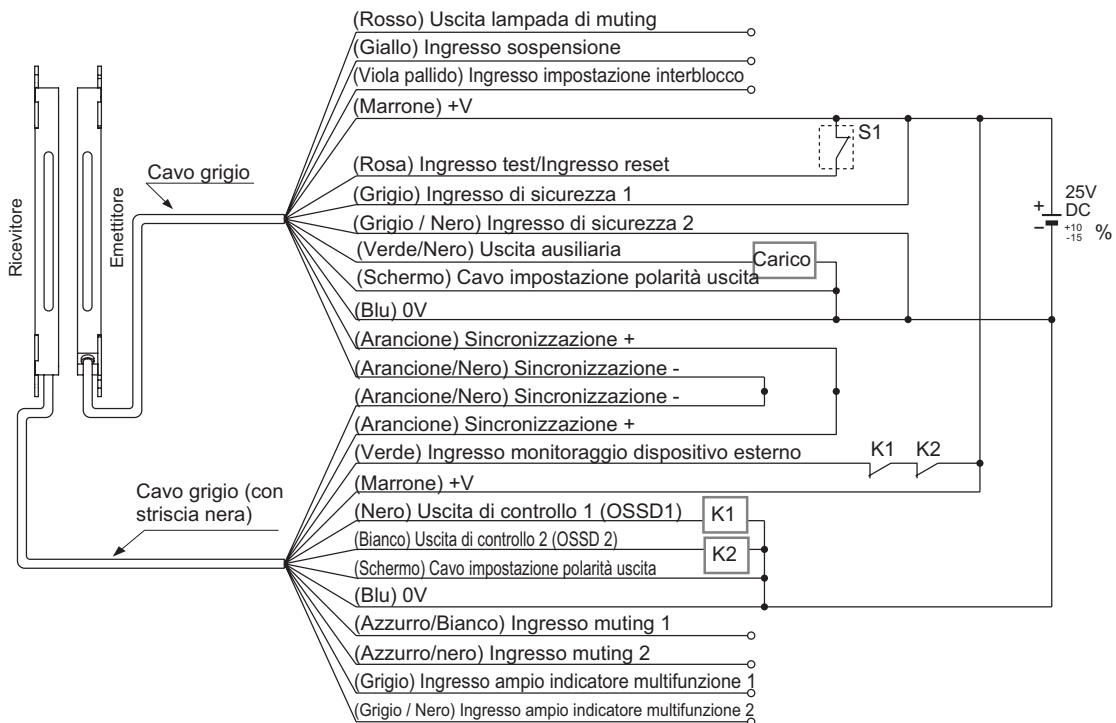 (Rosso) Uscita lampada di muting
(Giallo) Ingresso sospensione
(Viola pallido) Ingresso impostazione interblocco
(Marrone) +V
S1
(Rosa) Ingresso test/Ingresso reset
Cavo grigio
(Grigio) Ingresso di sicurezza 1
(Grigio / Nero) Ingresso di sicurezza 2
25V
DC
+
−
+10
-15 %
Ricevitore
Emettitore
(Verde/Nero) Uscita ausiliaria
Carico
(Schermo) Cavo impostazione polarità uscita
(Blu) 0V
(Arancione) Sincronizzazione +
(Arancione/Nero) Sincronizzazione -
(Arancione/Nero) Sincronizzazione -
(Arancione) Sincronizzazione +
(Verde) Ingresso monitoraggio dispositivo esterno
K1 K2
Cavo grigio (con
striscia nera)
(Marrone) +V
(Nero) Uscita di controllo 1 (OSSD1)
K1
(Bianco) Uscita di controllo 2 (OSSD 2)
K2
(Schermo) Cavo impostazione polarità uscita
(Blu) 0V
(Azzurro/Bianco) Ingresso muting 1
(Azzurro/nero) Ingresso muting 2
(Grigio) Ingresso ampio indicatore multifunzione 1
(Grigio / Nero) Ingresso ampio indicatore multifunzione 2